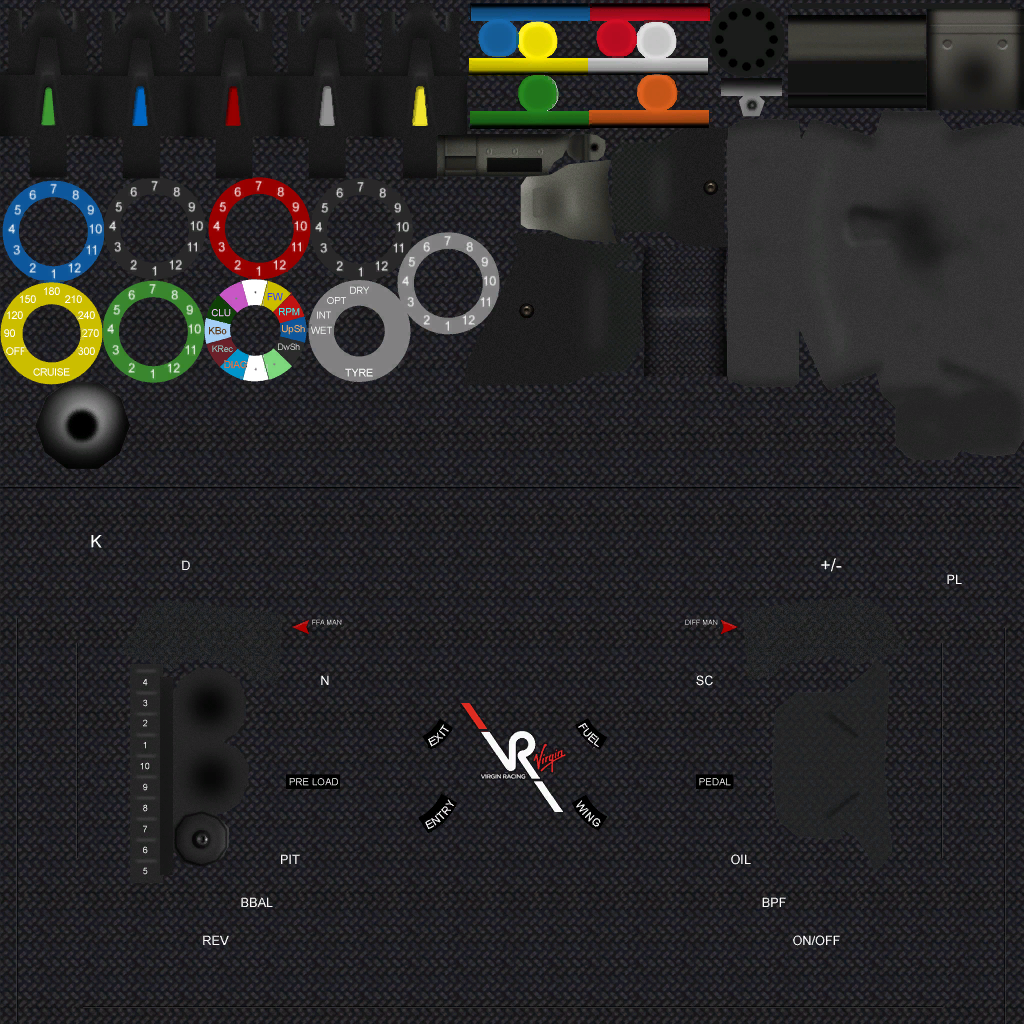 7
6 8
5 9
4 10
3 11
2 1 12
7
6 8
5 9
4 10
3 11
2 1 12
7
6 8
5 9
4 10
3 11
2 1 12
7
6 8
5 9
4 10
3 11
2 1 12
7
6 8
5 9
4 10
3 11
2 1 12
180
150 210
120 240
90 270
OFF 300
CRUISE
7
6 8
5 9
4 10
3 11
2 1 12
FW
CLU RPM
KBo UpSh
KRec DwSh
DIAG
DRY
OPT
INT
WET
TYRE
K
D
+/-
PL
FFA MAN
DIFF MAN
N
SC
4
3
2
1
10
9
8
7
6
5
EXIT
FUEL
VR Virgin
VIRGIN RACING
PRE LOAD
PEDAL
ENTRY
WING
PIT
OIL
BBAL
BPF
REV
ON/OFF